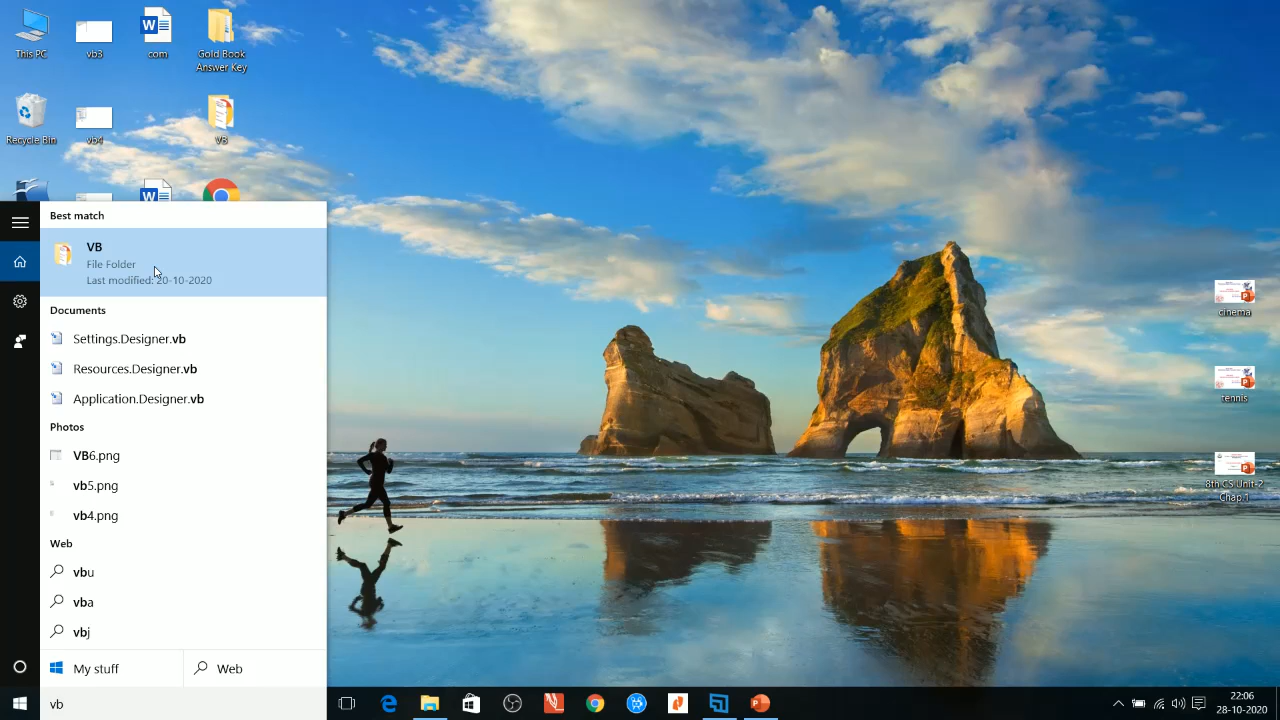 This PC
vb3
com
Gold Book
Answer Key
Recycle Bin
vb4
VB
Best match
VB
File Folder
Last modified: 20-10-2020
Documents
Settings.Designer.vb
Resources.Designer.vb
Application.Designer.vb
Photos
VB6.png
vb5.png
vb4.png
Web
vbu
vba
vbj
My stuff
Web
vb
cinema
tennis
8th CS Unit-2
Chap.1
22:06
28-10-2020